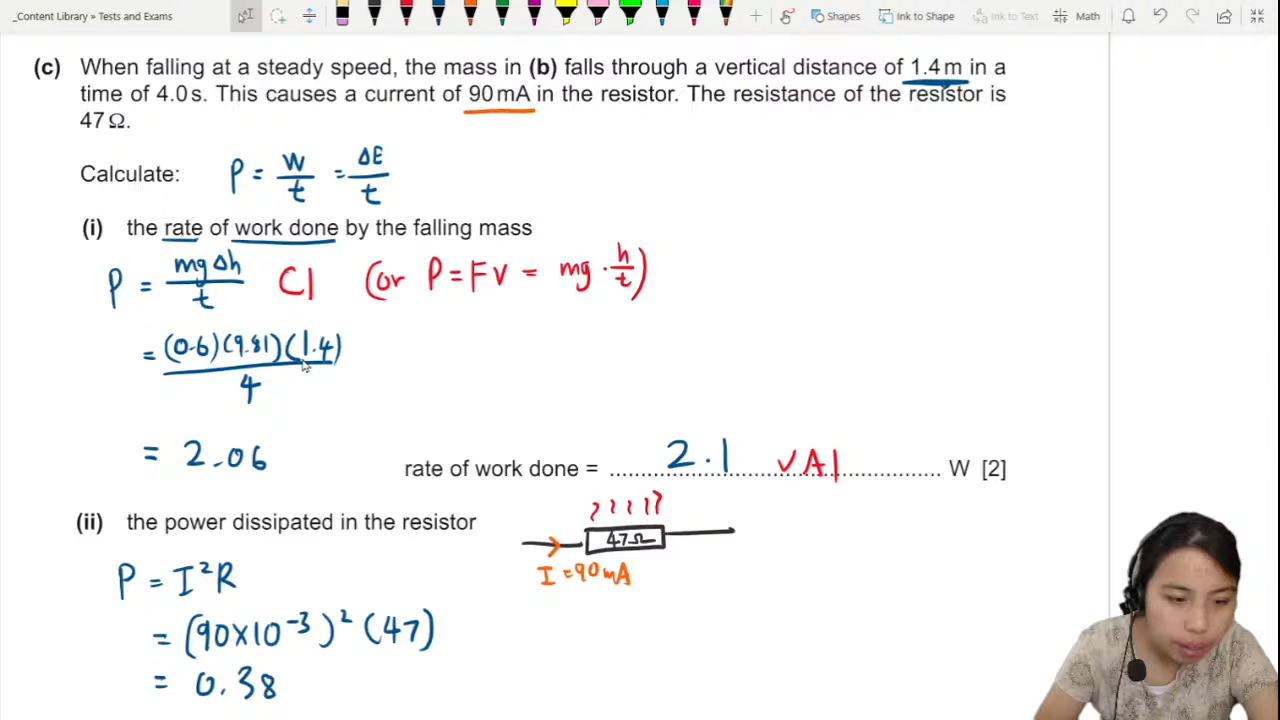 _Content Library » Tests and Exams
Shapes Ink to Shape Ink to Text Math
(c) When falling at a steady speed, the mass in (b) falls through a vertical distance of 1.4 m in a
time of 4.0 s. This causes a current of 90 mA in the resistor. The resistance of the resistor is
47 Ω.
Calculate: P = W/t = ΔE/t
(i) the rate of work done by the falling mass
P = mgΔh/t C1 (or P = FV = mg · h/t)
= (0.6)(9.81)(1.4)/4
= 2.06
rate of work done = .......... 2.1 .......... ✓A1 W [2]
(ii) the power dissipated in the resistor
47Ω
I = 90mA
P = I²R
= (90×10⁻³)² (47)
= 0.38